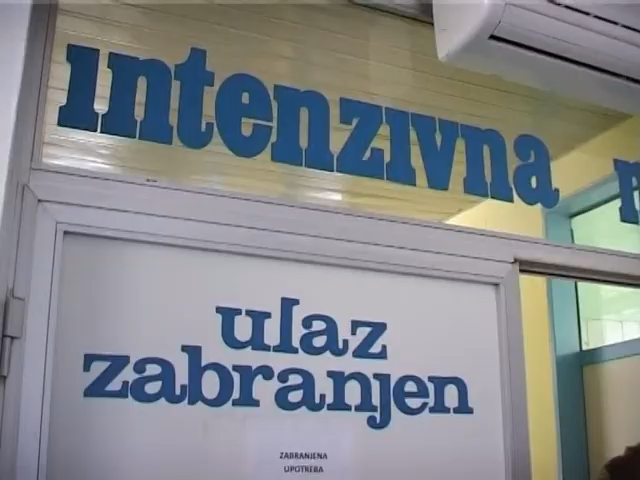 intenzivna
ulaz
zabranjen
ZABRANJENA
UPOTREBA